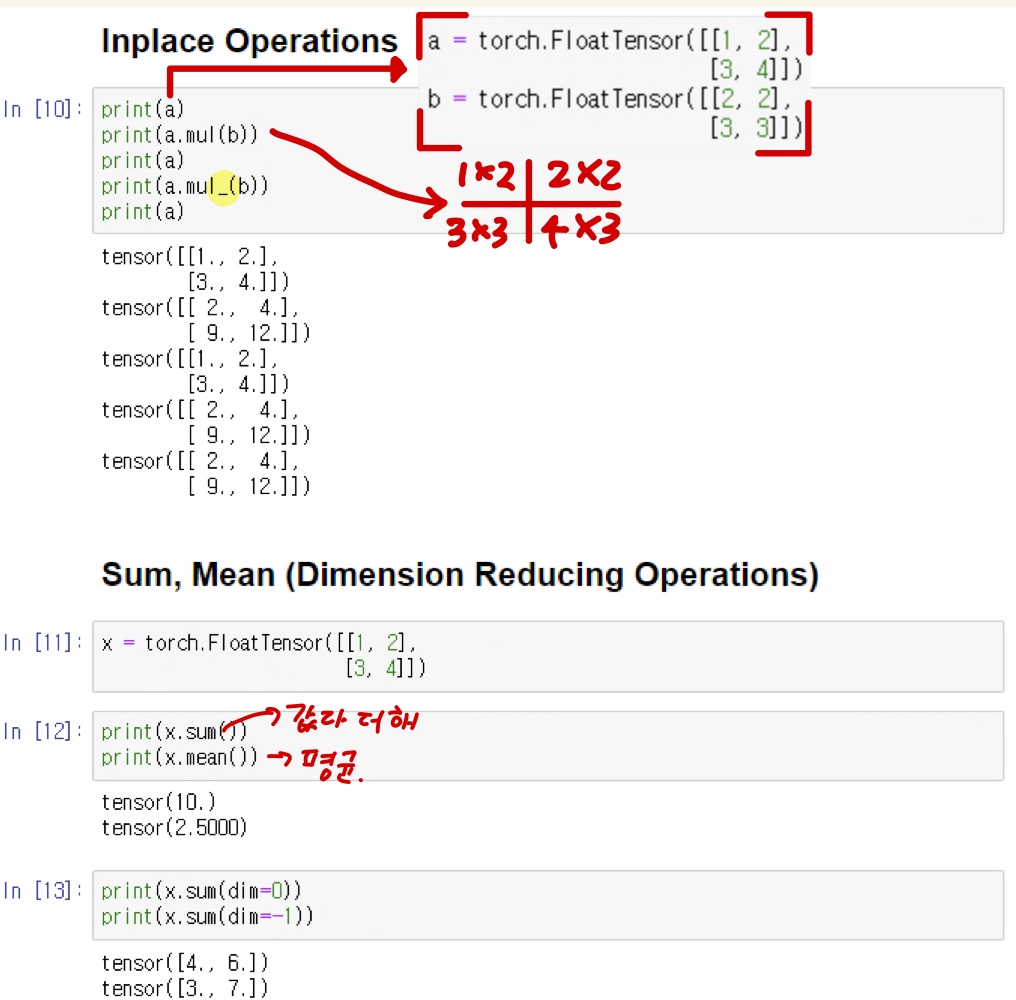 Inplace Operations
a = torch.FloatTensor([[1, 2],
[3, 4]])
b = torch.FloatTensor([[2, 2],
[3, 3]])
In [10]:
print(a)
print(a.mul(b))
print(a)
print(a.mul_(b))
print(a)
1×2 2×2
3×3 4×3
tensor([[1., 2.],
[3., 4.]])
tensor([[ 2., 4.],
[ 9., 12.]])
tensor([[1., 2.],
[3., 4.]])
tensor([[ 2., 4.],
[ 9., 12.]])
tensor([[ 2., 4.],
[ 9., 12.]])
Sum, Mean (Dimension Reducing Operations)
In [11]: x = torch.FloatTensor([[1, 2],
[3, 4]])
In [12]: print(x.sum()) → 값다 더해
print(x.mean()) → 평균.
tensor(10.)
tensor(2.5000)
In [13]: print(x.sum(dim=0))
print(x.sum(dim=-1))
tensor([4., 6.])
tensor([3., 7.])